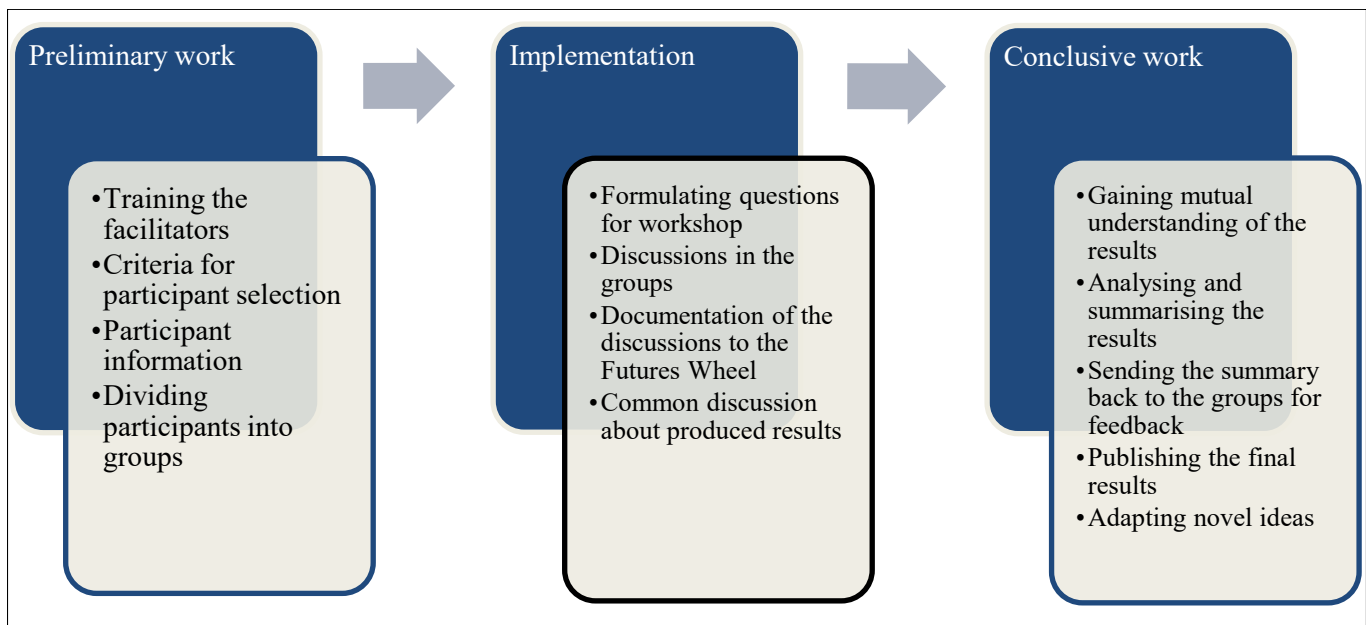 Preliminary work
•Training the
facilitators
•Criteria for
participant selection
•Participant
information
•Dividing
participants into
groups
Implementation
•Formulating questions
for workshop
•Discussions in the
groups
•Documentation of the
discussions to the
Futures Wheel
•Common discussion
about produced results
Conclusive work
•Gaining mutual
understanding of the
results
•Analysing and
summarising the
results
•Sending the summary
back to the groups for
feedback
•Publishing the final
results
•Adapting novel ideas